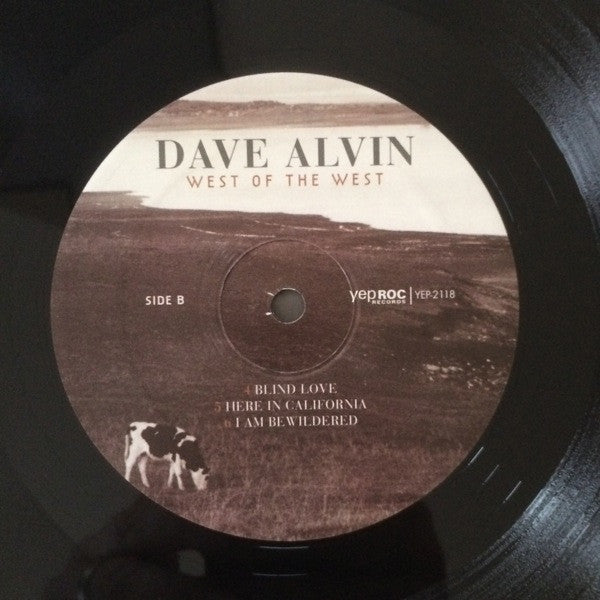 DAVE ALVIN
WEST OF THE WEST
SIDE B
yepROC RECORDS YEP-2118
4 BLIND LOVE
5 HERE IN CALIFORNIA
6 I AM BEWILDERED